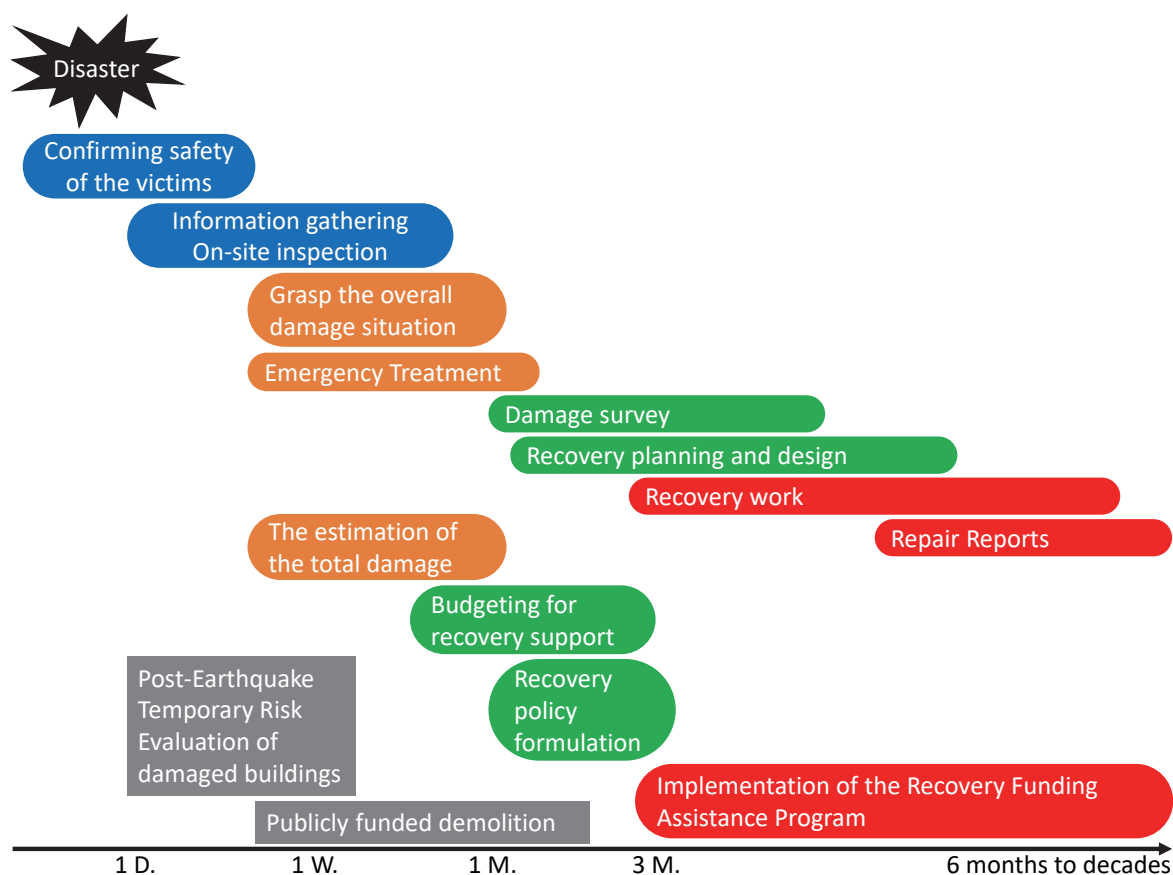 Disaster
Confirming safety
of the victims
Information gathering
On-site inspection
Grasp the overall
damage situation
Emergency Treatment
Damage survey
Recovery planning and design
Recovery work
Repair Reports
The estimation of
the total damage
Budgeting for
recovery support
Recovery
policy
formulation
Post-Earthquake
Temporary Risk
Evaluation of
damaged buildings
Implementation of the Recovery Funding
Assistance Program
Publicly funded demolition
1 D.
1 W.
1 M.
3 M.
6 months to decades